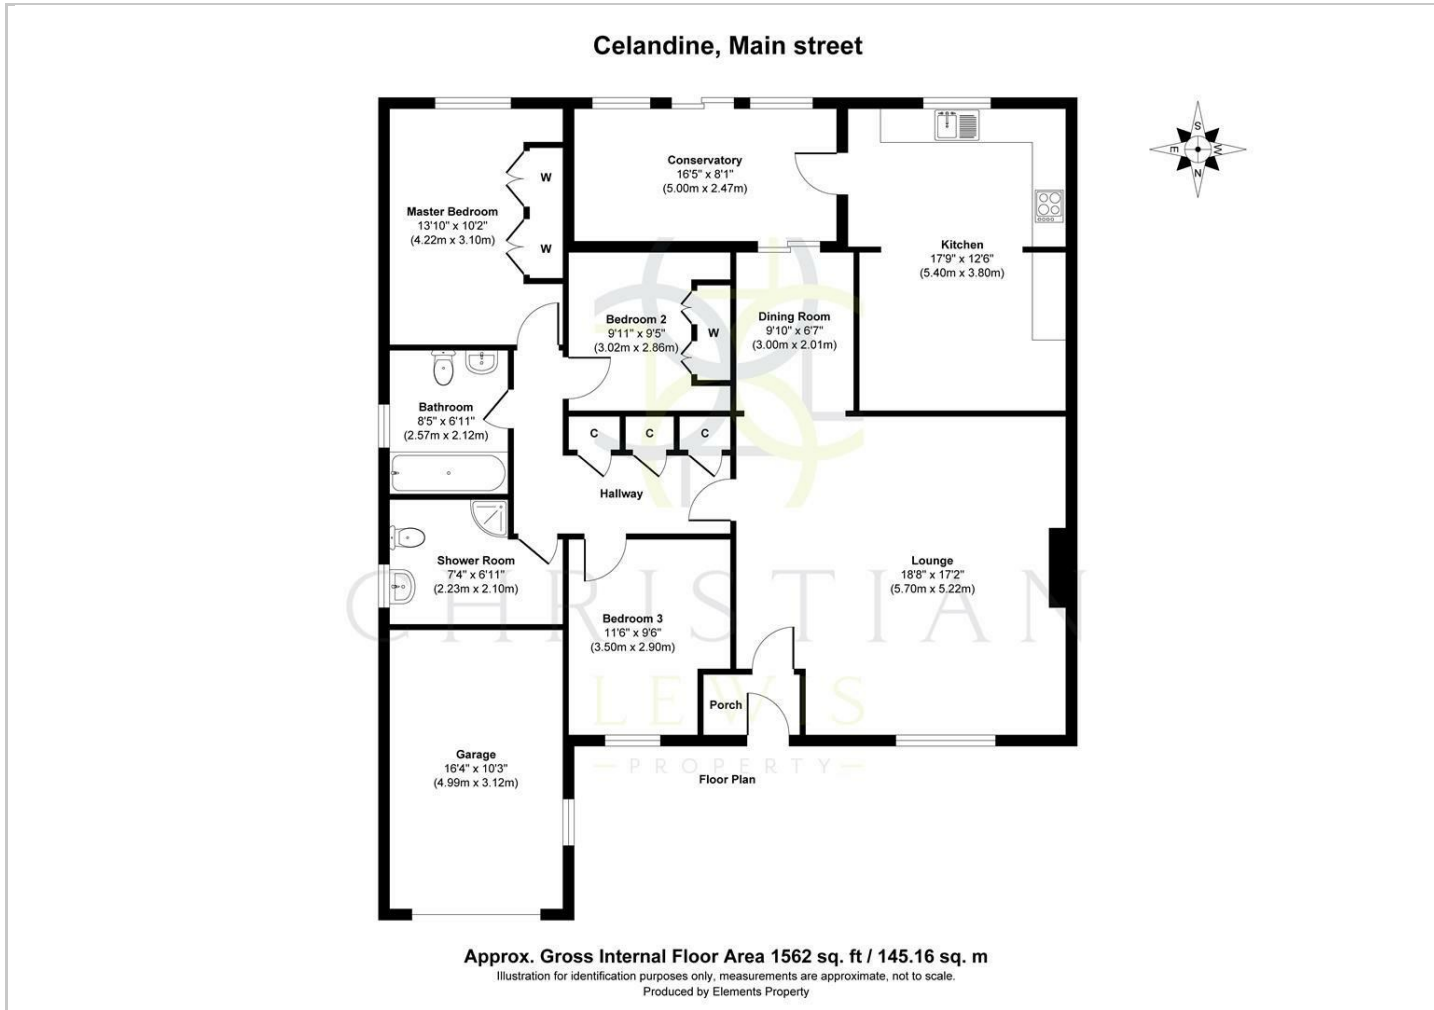 Celandine, Main street
S
E
W
N
Conservatory
16'5" x 8'1"
(5.00m x 2.47m)
Master Bedroom
13'10" x 10'2"
(4.22m x 3.10m)
W
W
Kitchen
17'9" x 12'6"
(5.40m x 3.80m)
Bedroom 2
9'11" x 9'5"
(3.02m x 2.86m)
W
Dining Room
9'10" x 6'7"
(3.00m x 2.01m)
Bathroom
8'5" x 6'11"
(2.57m x 2.12m)
C
C
C
Hallway
Shower Room
7'4" x 6'11"
(2.23m x 2.10m)
Lounge
18'8" x 17'2"
(5.70m x 5.22m)
CHRISTIAN
LEWIS
PROPERTY
Bedroom 3
11'6" x 9'6"
(3.50m x 2.90m)
Porch
Garage
16'4" x 10'3"
(4.99m x 3.12m)
Floor Plan
Approx. Gross Internal Floor Area 1562 sq. ft / 145.16 sq. m
Illustration for identification purposes only, measurements are approximate, not to scale.
Produced by Elements Property